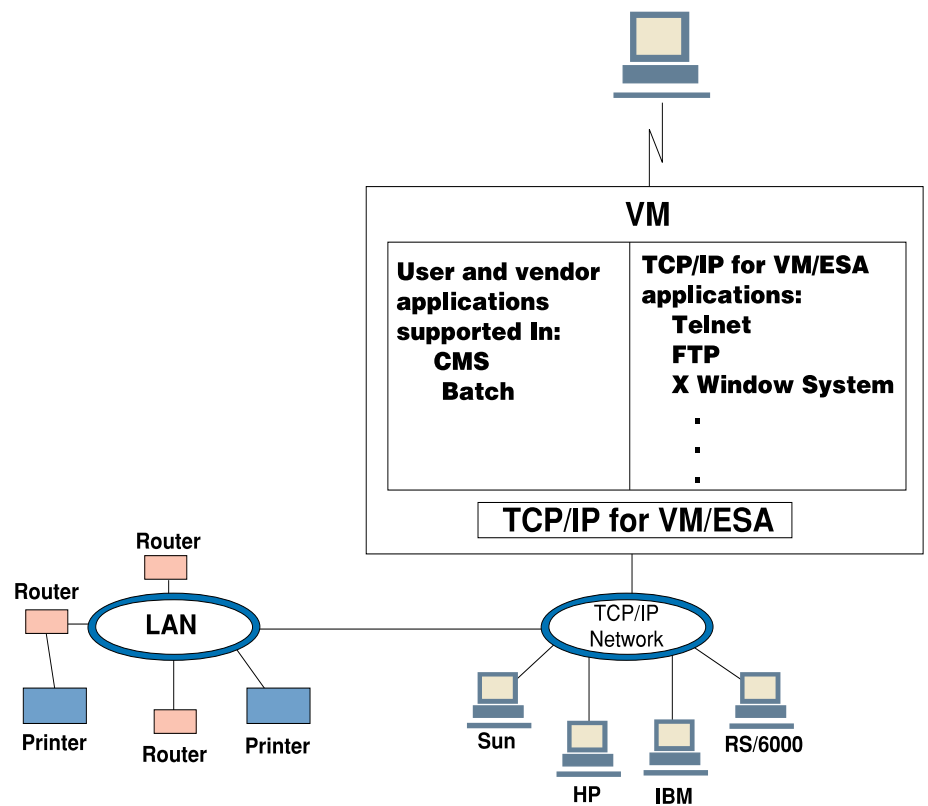 VM
User and vendor
applications
supported In:
CMS
Batch
TCP/IP for VM/ESA
applications:
Telnet
FTP
X Window System
.
.
.
TCP/IP for VM/ESA
Router
Router
LAN
Printer
Router
Printer
TCP/IP
Network
Sun
HP
IBM
RS/6000